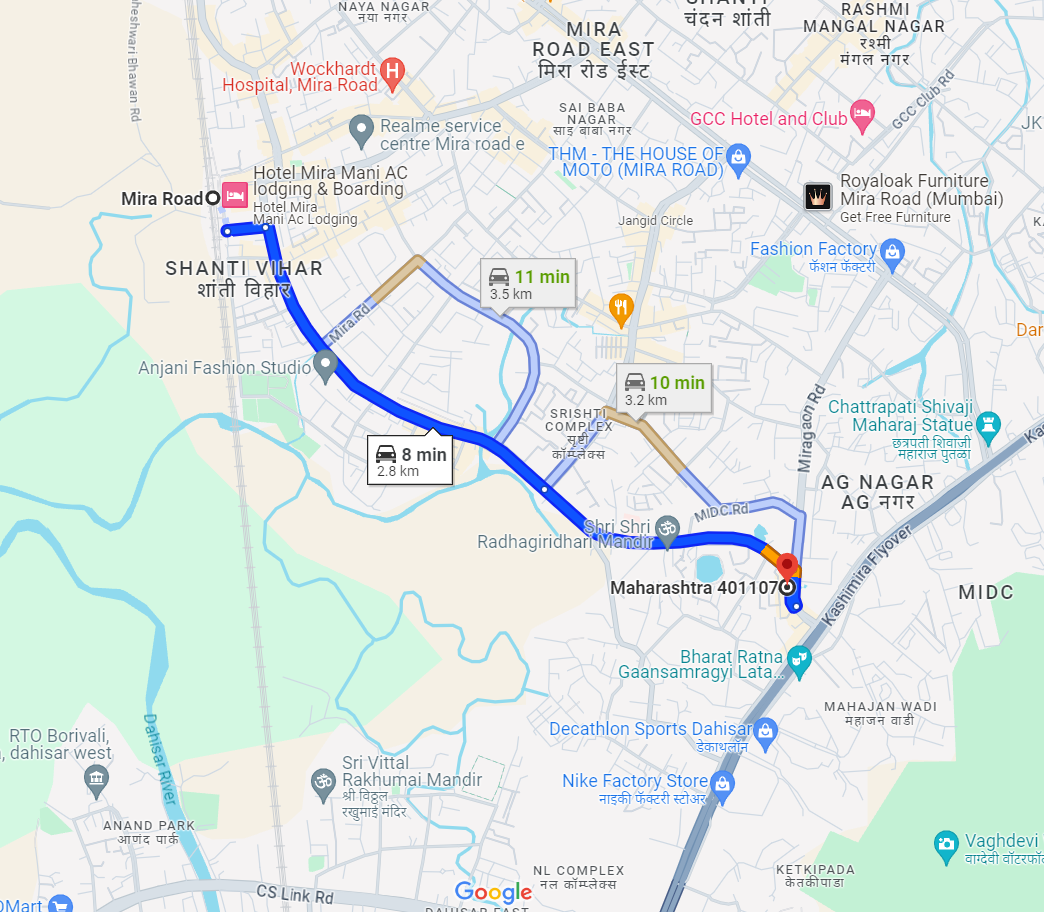 NAYA NAGAR
नया नगर
चंदन शांती
RASHMI
MANGAL NAGAR
रश्मी
मंगल नगर
MIRA
ROAD EAST
मिरा रोड ईस्ट
Wockhardt
Hospital, Mira Road
H
GCC Club Rd
SAI BABA
NAGAR
साइ बाबा नगर
GCC Hotel and Club
Realme service
centre Mira road e
THM - THE HOUSE OF
MOTO (MIRA ROAD)
Hotel Mira Mani AC
lodging & Boarding
Hotel Mira
Mani Ac Lodging
Mira Road
Royaloak Furniture
Mira Road (Mumbai)
Get Free Furniture
Jangid Circle
Fashion Factory
फॅशन फॅक्टरी
SHANTI VIHAR
शांती विहार
11 min
3.5 km
Mira Rd
Anjani Fashion Studio
10 min
3.2 km
SRISHTI
COMPLEX
सृष्टी
कॉम्प्लेक्स
Miragaon Rd
Chattrapati Shivaji
Maharaj Statue
छत्रपती शिवाजी
महाराज पुतळा
8 min
2.8 km
AG NAGAR
AG नगर
MIDC Rd
Shri Shri
Radhagiridhari Mandir
Kashimira Flyover
Maharashtra 401107
MIDC
Bharat Ratna
Gaansamragyi Lata...
MAHAJAN WADI
महाजन वाडी
Decathlon Sports Dahisar
डेकाथलॉन
Dahisar River
RTO Borivali,
dahisar west
Sri Vittal
Rakhumai Mandir
श्री विठ्ठल
रखुमाई मंदिर
Nike Factory Store
नाइकी फॅक्टरी स्टोअर
ANAND PARK
आणंद पार्क
Vaghdevi
NL COMPLEX
नल कॉम्प्लेक्स
KETKIPADA
केतकीपाडा
CS Link Rd
Google
DMart
DAHISAR EAST